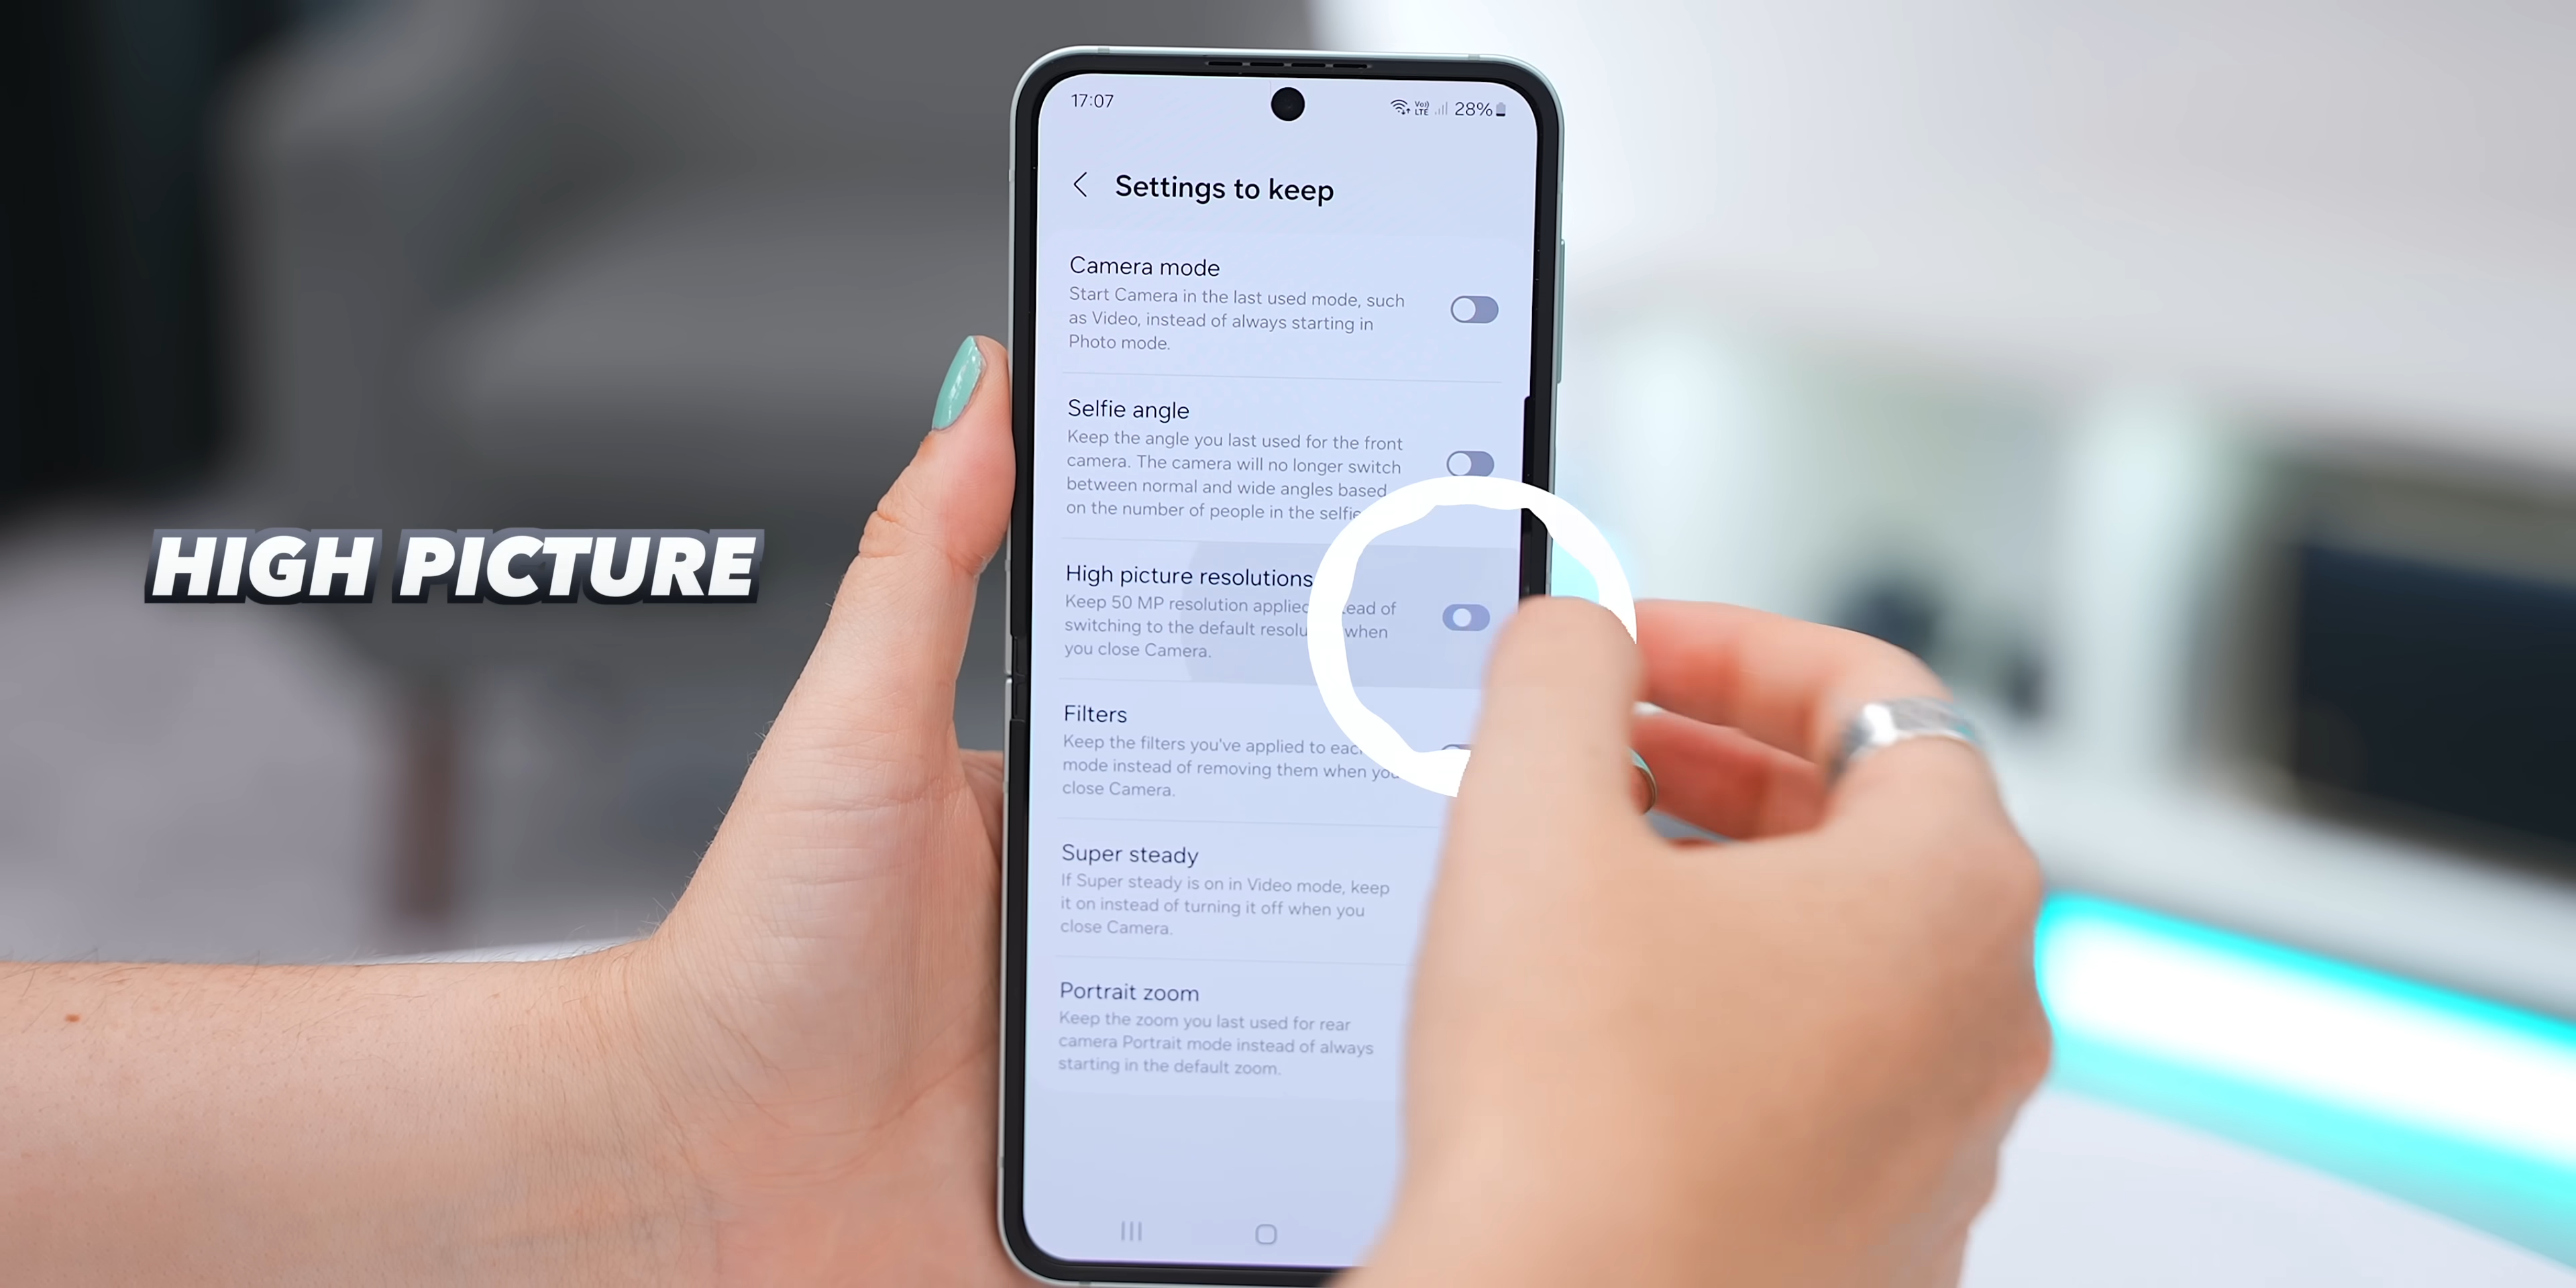 17:07
Vo))
LTE
28%
Settings to keep
Camera mode
Start Camera in the last used mode, such
as Video, instead of always starting in
Photo mode.
Selfie angle
Keep the angle you last used for the front
camera. The camera will no longer switch
between normal and wide angles based
on the number of people in the selfie
HIGH PICTURE
High picture resolutions
Keep 50 MP resolution applied
switching to the default when
you close Camera.
Filters
Keep the filters you've applied to
mode instead of removing them when you
close Camera.
Super steady
If Super steady is on in Video mode, keep
it on instead of turning it off when you
close Camera.
Portrait zoom
Keep the zoom you last used for rear
camera Portrait mode instead of always
starting in the default zoom.